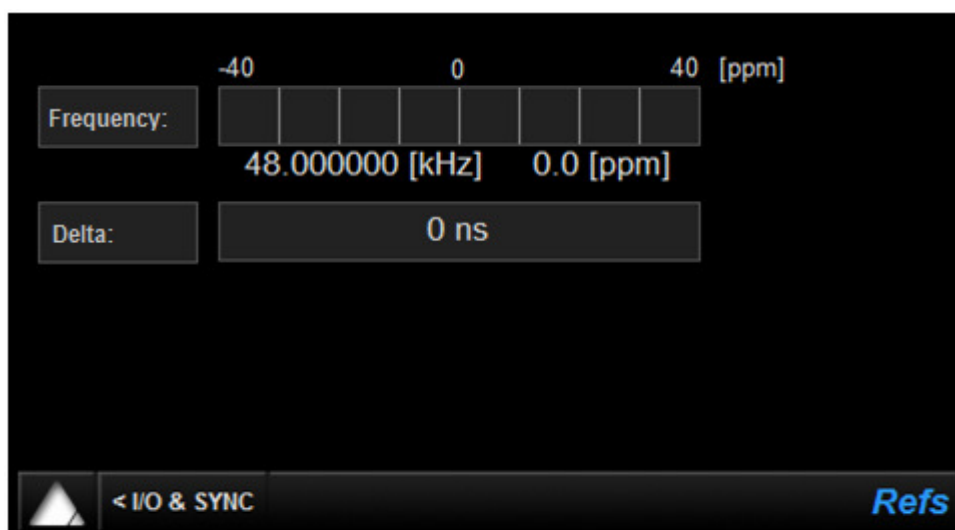 -40 0 40 [ppm]
Frequency:
48.000000 [kHz] 0.0 [ppm]
Delta: 0 ns
< I/O & SYNC Refs